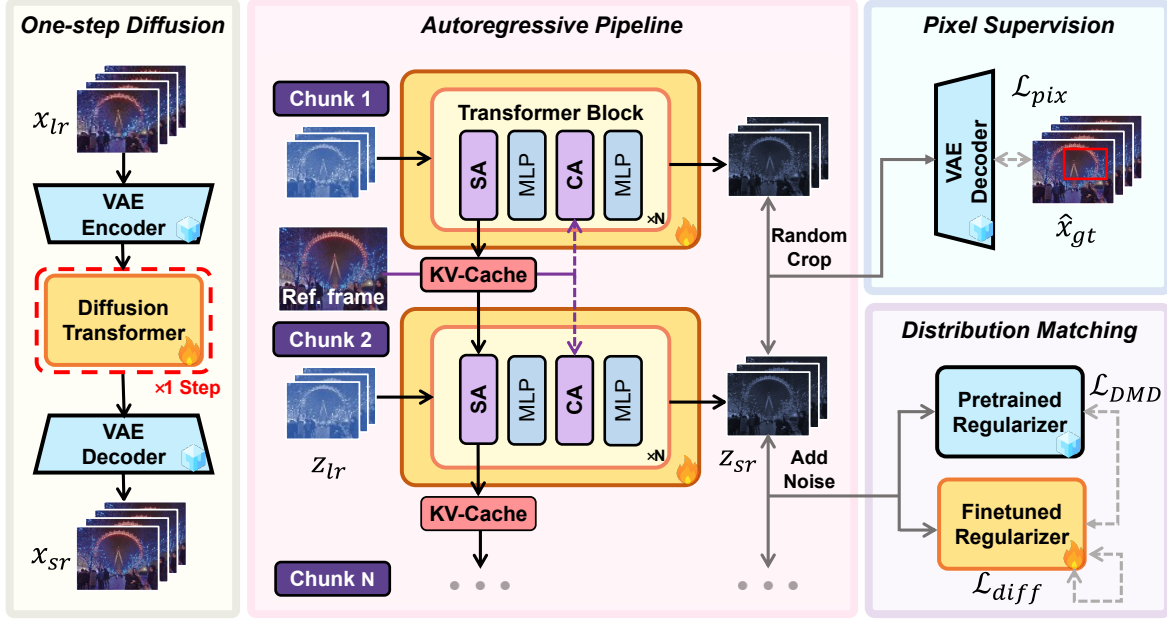 One-step Diffusion
x_lr
VAE
Encoder
Diffusion
Transformer
×1 Step
VAE
Decoder
x_sr
Autoregressive Pipeline
Chunk 1
Transformer Block
SA
MLP
CA
MLP
×N
Ref. frame
KV-Cache
Chunk 2
SA
MLP
CA
MLP
×N
z_lr
KV-Cache
Chunk N
Random
Crop
z_sr
Add
Noise
Pixel Supervision
VAE
Decoder
ℒ_pix
x̂_gt
Distribution Matching
Pretrained
Regularizer
ℒ_DMD
Finetuned
Regularizer
ℒ_diff